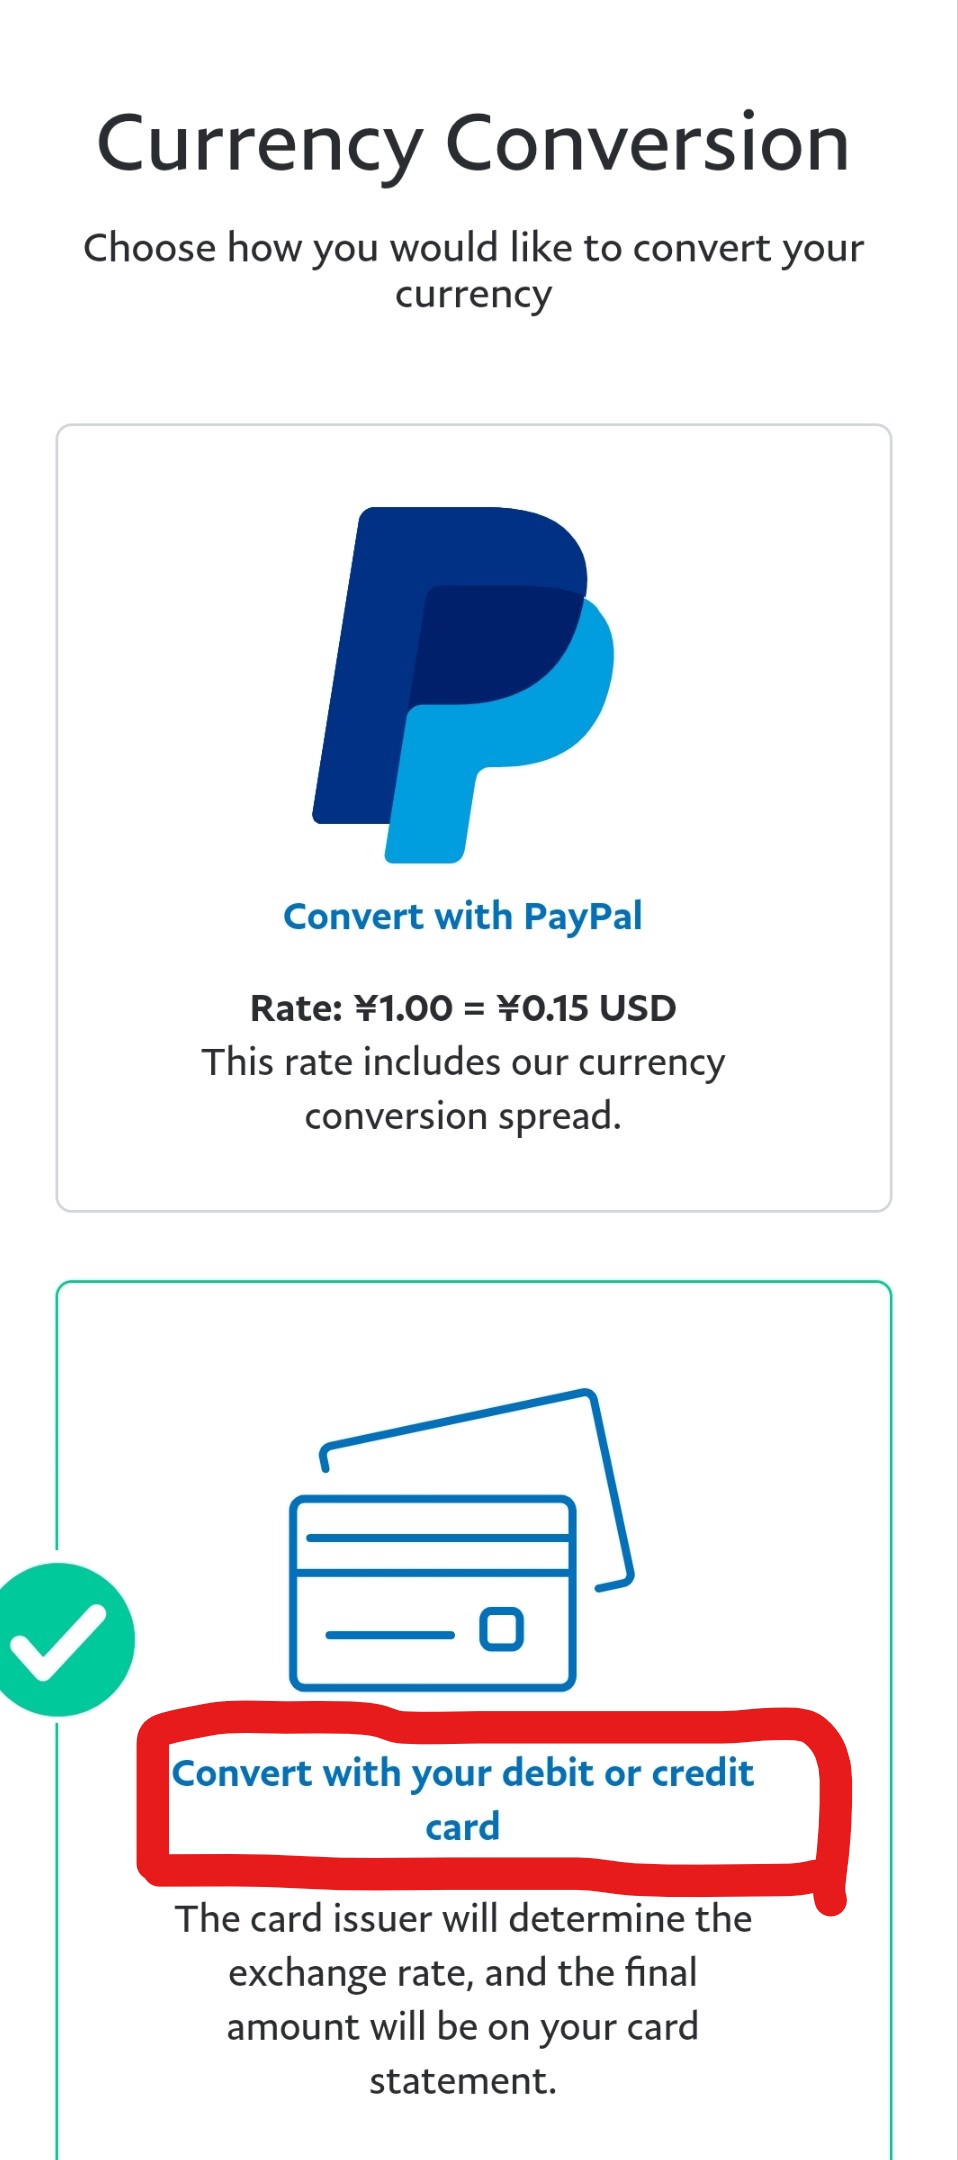 Currency Conversion
Choose how you would like to convert your
currency
Convert with PayPal
Rate: ¥1.00 = ¥0.15 USD
This rate includes our currency
conversion spread.
Convert with your debit or credit
card
The card issuer will determine the
exchange rate, and the final
amount will be on your card
statement.